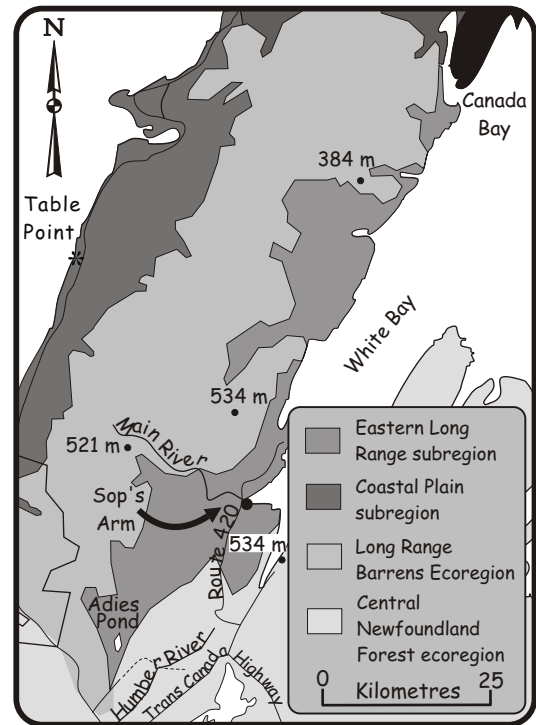 N
Canada
Bay
384 m
Table
Point
White Bay
534 m
Main River
521 m
Sop's
Arm
Route 420
534 m
Adies
Pond
Humber River
Trans Canada Highway
Eastern Long
Range subregion
Coastal Plain
subregion
Long Range
Barrens Ecoregion
Central
Newfoundland
Forest ecoregion
0 25
Kilometres